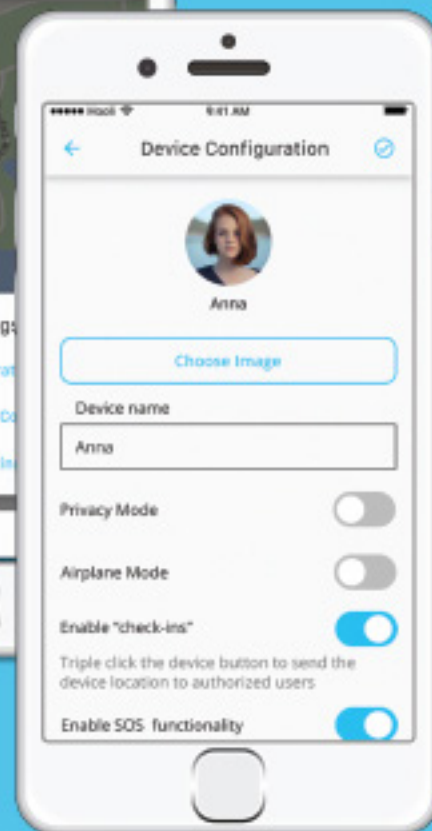 Hooli 9:41 AM
Device Configuration
Anna
Choose Image
Device name
Anna
Privacy Mode
Airplane Mode
Enable "check-ins"
Triple click the device button to send the
device location to authorized users
Enable SOS functionality